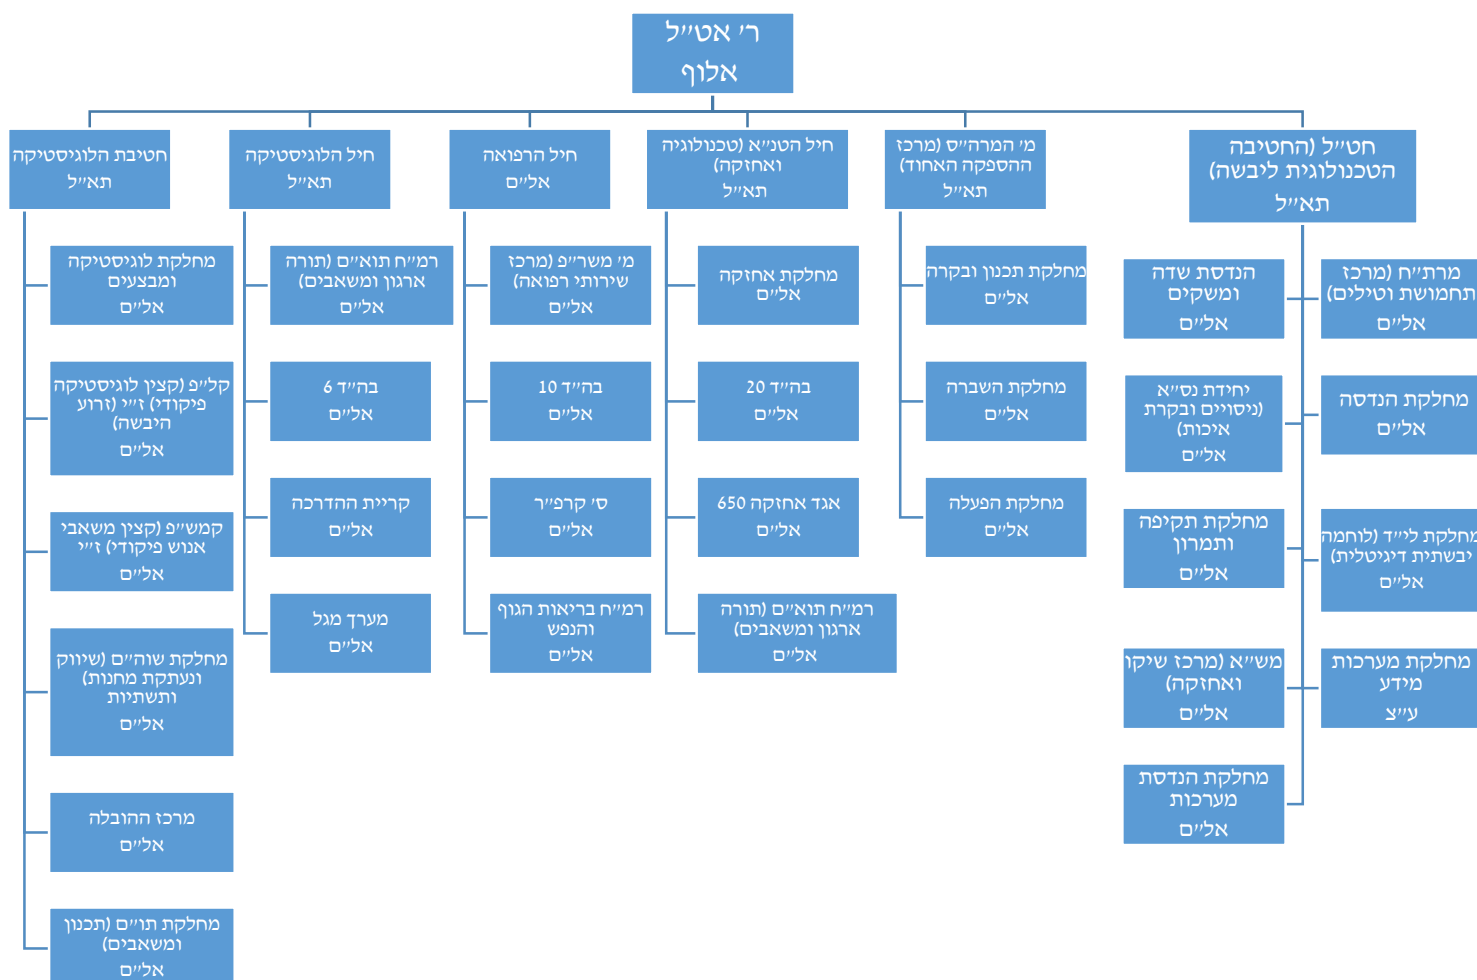 ר׳ אט״ל
אלוף
חט״ל (החטיבה
הטכנולוגית ליבשה)
תא״ל
מרת״ח (מרכז
תחמושת וטילים)
אל״ם
הנדסת שדה
ומשקים
אל״ם
מחלקת הנדסה
אל״ם
יחידת נס״א
(ניסויים ובקרת
איכות)
אל״ם
מחלקת לי״ד (לוחמה
יבשתית דיגיטלית)
אל״ם
מחלקת תקיפה
ותמרון
אל״ם
מחלקת מערכות
מידע
ע״צ
מש״א (מרכז שיקו
ואחזקה)
אל״ם
מחלקת הנדסת
מערכות
אל״ם
מ׳ המרה״ס (מרכז
ההספקה האחוד)
תא״ל
מחלקת תכנון ובקרה
אל״ם
מחלקת השברה
אל״ם
מחלקת הפעלה
אל״ם
חיל הטנ״א (טכנולוגיה
ואחזקה)
תא״ל
מחלקת אחזקה
אל״ם
בה״ד 20
אל״ם
אגד אחזקה 650
אל״ם
רמ״ח תוא״ם (תורה
ארגון ומשאבים)
אל״ם
חיל הרפואה
אל״ם
מ׳ משר״פ (מרכז
שירותי רפואה)
אל״ם
בה״ד 10
אל״ם
ס׳ קרפ״ר
אל״ם
רמ״ח בריאות הגוף
והנפש
אל״ם
חיל הלוגיסטיקה
תא״ל
רמ״ח תוא״ם (תורה
ארגון ומשאבים)
אל״ם
בה״ד 6
אל״ם
קריית ההדרכה
אל״ם
מערך מגל
אל״ם
חטיבת הלוגיסטיקה
תא״ל
מחלקת לוגיסטיקה
ומבצעים
אל״ם
קל״פ (קצין לוגיסטיקה
פיקודי) ז״י (זרוע
היבשה)
אל״ם
קמש״פ (קצין משאבי
אנוש פיקודי) ז״י
אל״ם
מחלקת שוה״ם (שיווק
ונעתקת מחנות)
ותשתיות
אל״ם
מרכז ההובלה
אל״ם
מחלקת תו״ם (תכנון
ומשאבים)
אל״ם